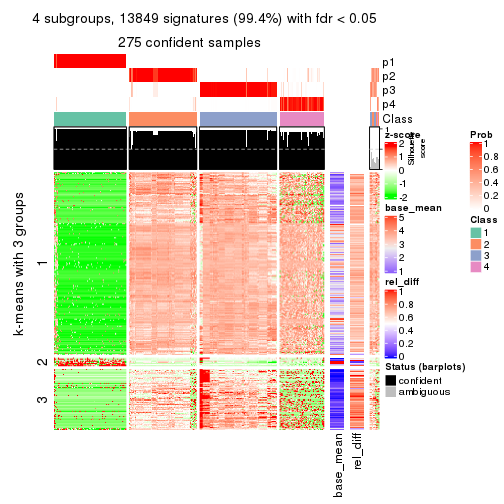 4 subgroups, 13849 signatures (99.4%) with fdr < 0.05
275 confident samples
p1
p2
p3
p4
Class
1
Silhouette
score
k-means with 3 groups
1
2
3
z-score
2
1
0
-1
-2
base_mean
5
4
3
2
1
rel_diff
1
0.8
0.6
0.4
0.2
0
Status (barplots)
confident
ambiguous
Prob
1
0.8
0.6
0.4
0.2
0
Class
1
2
3
4
base_mean
rel_diff